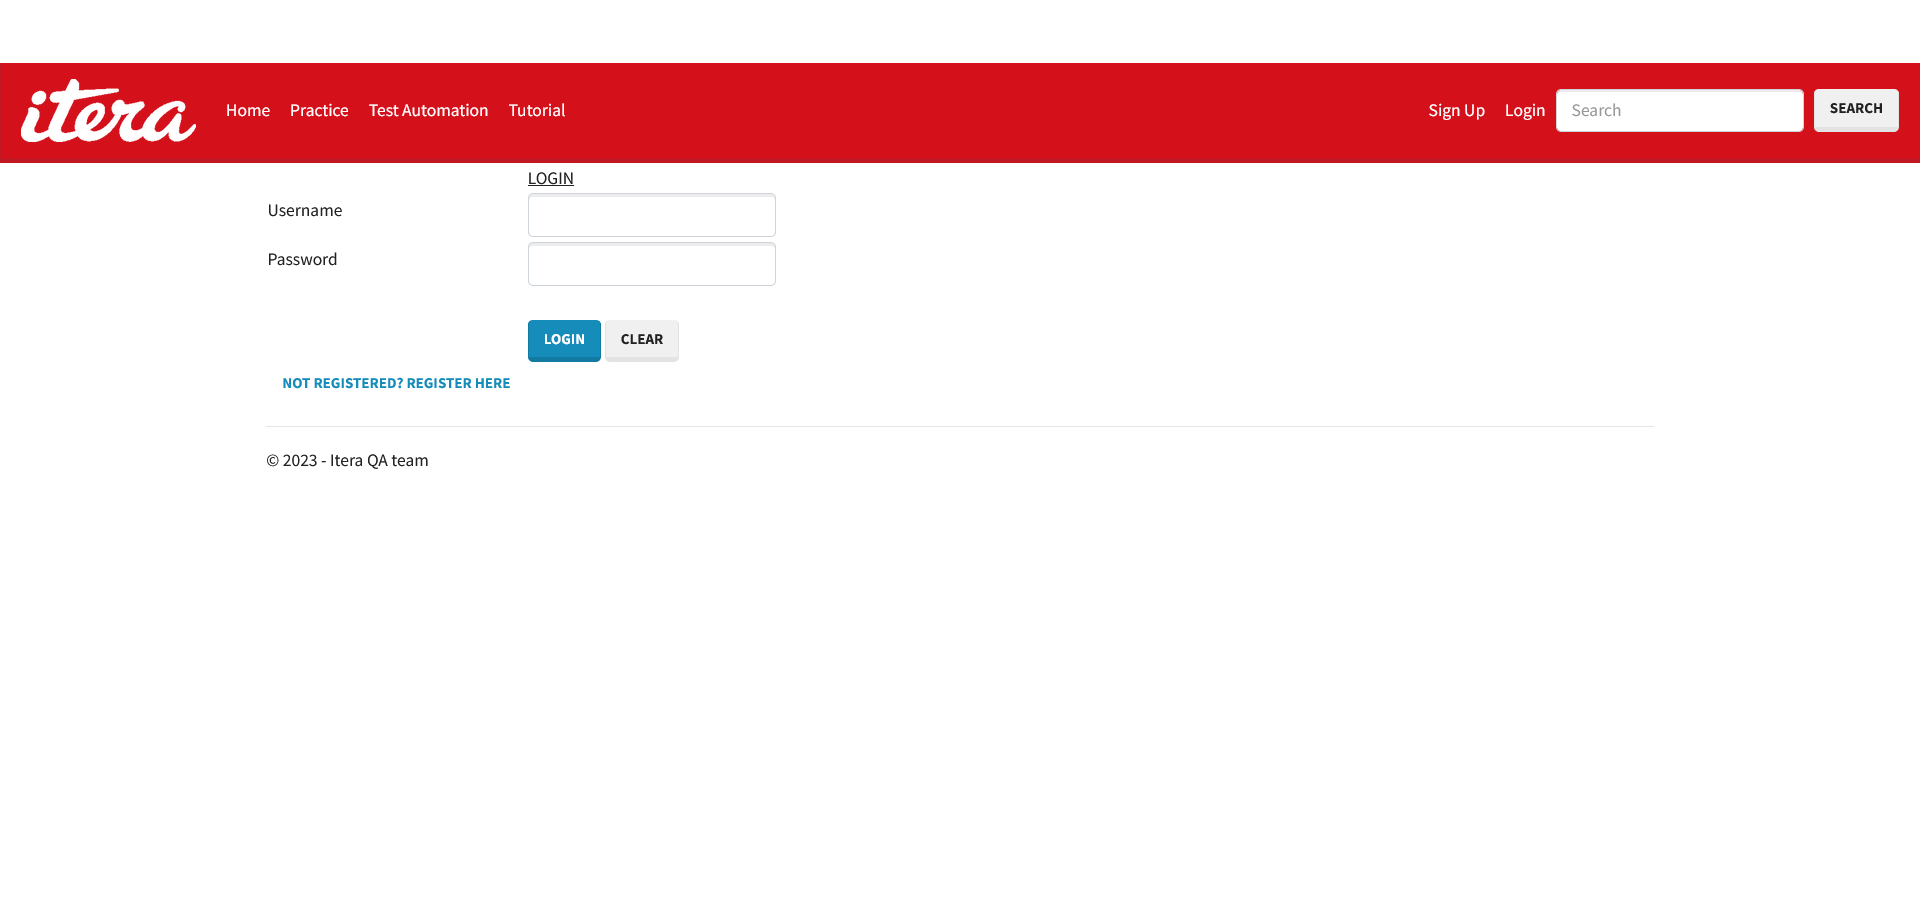 itera Home Practice Test Automation Tutorial Sign Up Login Search SEARCH
LOGIN
Username
Password
LOGIN CLEAR
NOT REGISTERED? REGISTER HERE
© 2023 - Itera QA team